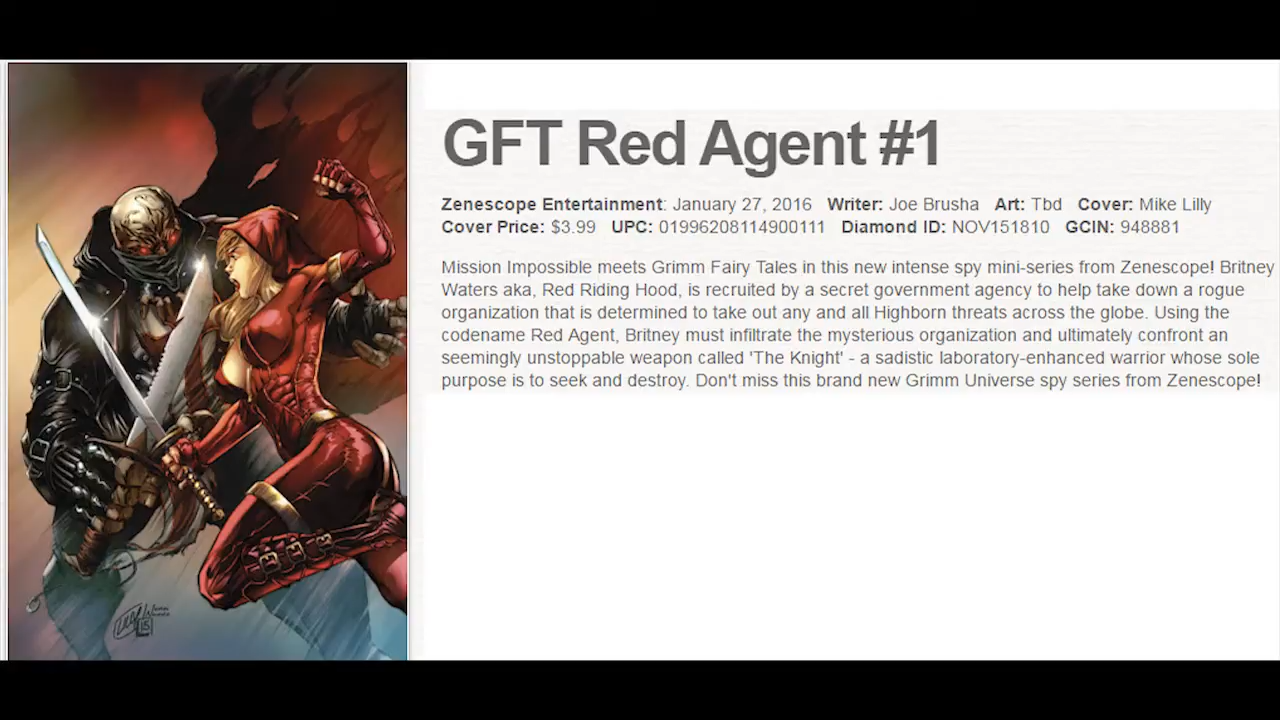 GFT Red Agent #1
Zenescope Entertainment: January 27, 2016 Writer: Joe Brusha Art: Tbd Cover: Mike Lilly
Cover Price: $3.99 UPC: 01996208114900111 Diamond ID: NOV151810 GCIN: 948881
Mission Impossible meets Grimm Fairy Tales in this new intense spy mini-series from Zenescope! Britney
Waters aka, Red Riding Hood, is recruited by a secret government agency to help take down a rogue
organization that is determined to take out any and all Highborn threats across the globe. Using the
codename Red Agent, Britney must infiltrate the mysterious organization and ultimately confront an
seemingly unstoppable weapon called 'The Knight' - a sadistic laboratory-enhanced warrior whose sole
purpose is to seek and destroy. Don't miss this brand new Grimm Universe spy series from Zenescope!
15